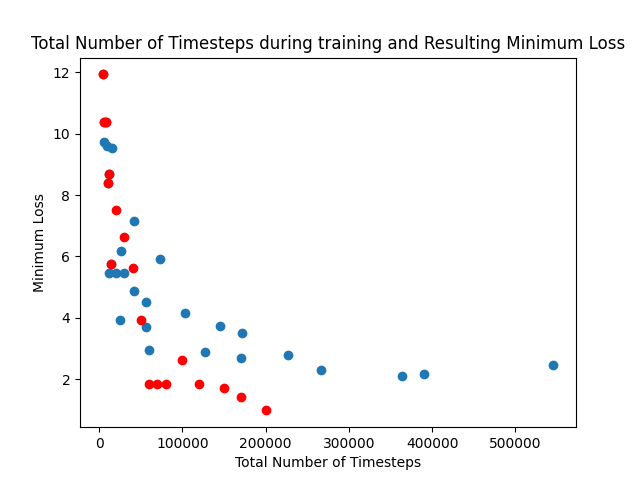 Total Number of Timesteps during training and Resulting Minimum Loss
12
10
8
6
4
2
Minimum Loss
0 100000 200000 300000 400000 500000
Total Number of Timesteps